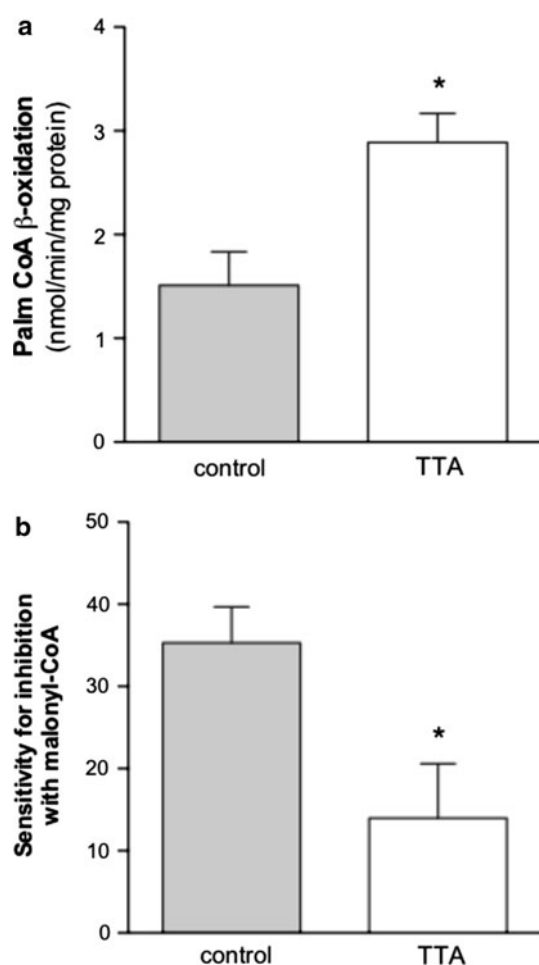 a
Palm CoA β-oxidation
(nmol/min/mg protein)
4
3
2
1
0
*
control
TTA
b
Sensitivity for inhibition
with malonyl-CoA
50
40
30
20
10
0
*
control
TTA